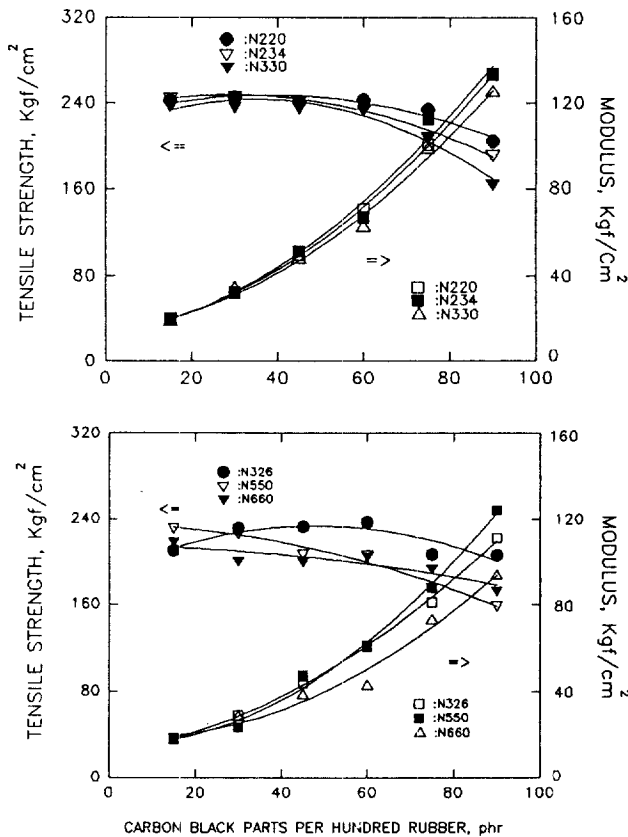 TENSILE STRENGTH, Kgf/cm²
320
240
160
80
0
:N220
:N234
:N330
<=
=>
:N220
:N234
:N330
160
120
80
40
0
MODULUS, Kgf/Cm²
0 20 40 60 80 100
TENSILE STRENGTH, Kgf/cm²
320
240
160
80
0
:N326
:N550
:N660
<=
=>
:N326
:N550
:N660
160
120
80
40
0
MODULUS, Kgf/cm²
0 20 40 60 80 100
CARBON BLACK PARTS PER HUNDRED RUBBER, phr